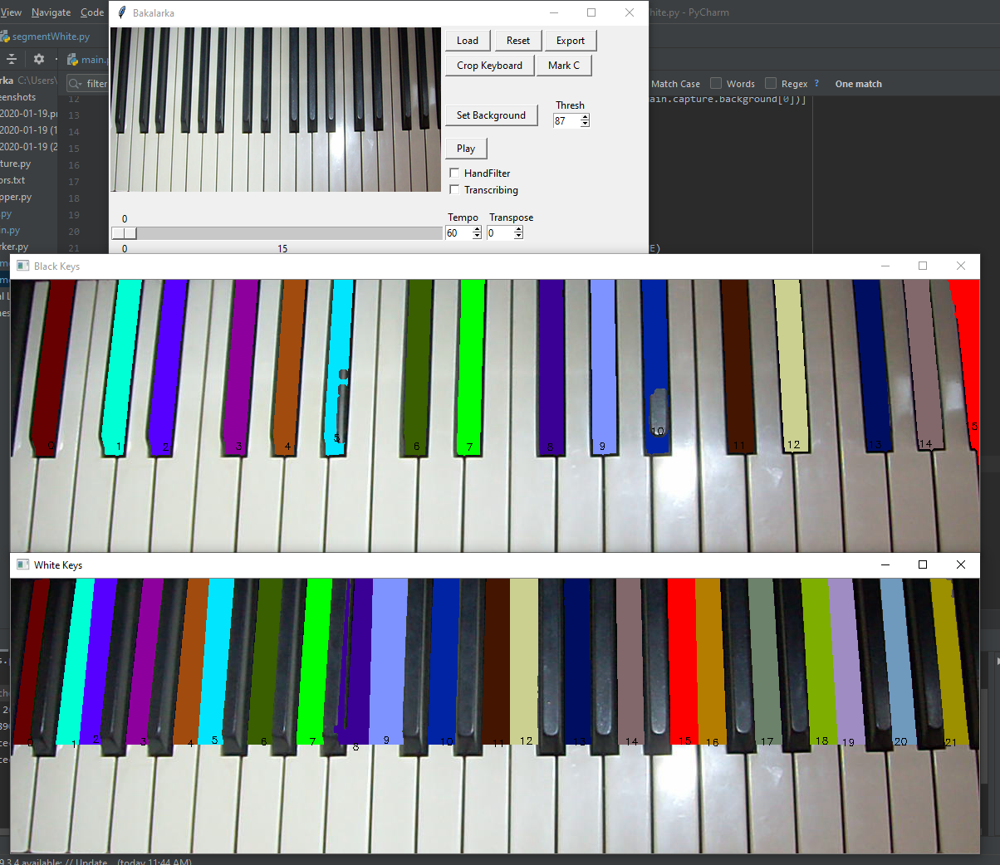 View Navigate Code
Bakalarka
hite.py - PyCharm
segmentWhite.py
Load Reset Export
main.p
Crop Keyboard Mark C
rka C:\Users\
filter
Match Case Words Regex ? One match
eenshots
12
ain.capture.background[0])]
Thresh
2020-01-19.pn
13
Set Background
87
2020-01-19 (1
14
2020-01-19 (2
15
Play
ture.py
16
HandFilter
ors.txt
17
Transcribing
pper.py
18
.py
19
0
Tempo Transpose
in.py
20
60 0
rker.py
21
0 15
E)
Black Keys
0 1 2 3 4 5 6 7 8 9 10 11 12 13 14 15
White Keys
0 1 2 3 4 5 6 7 8 9 10 11 12 13 14 15 16 17 18 19 20 21
9.3.4 available: // Update... (today 11:44 AM)